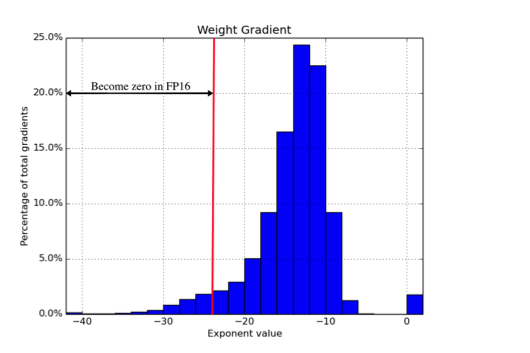 Weight Gradient
25.0%
20.0%
15.0%
10.0%
5.0%
0.0%
Become zero in FP16
Percentage of total gradients
−40
−30
−20
−10
0
Exponent value